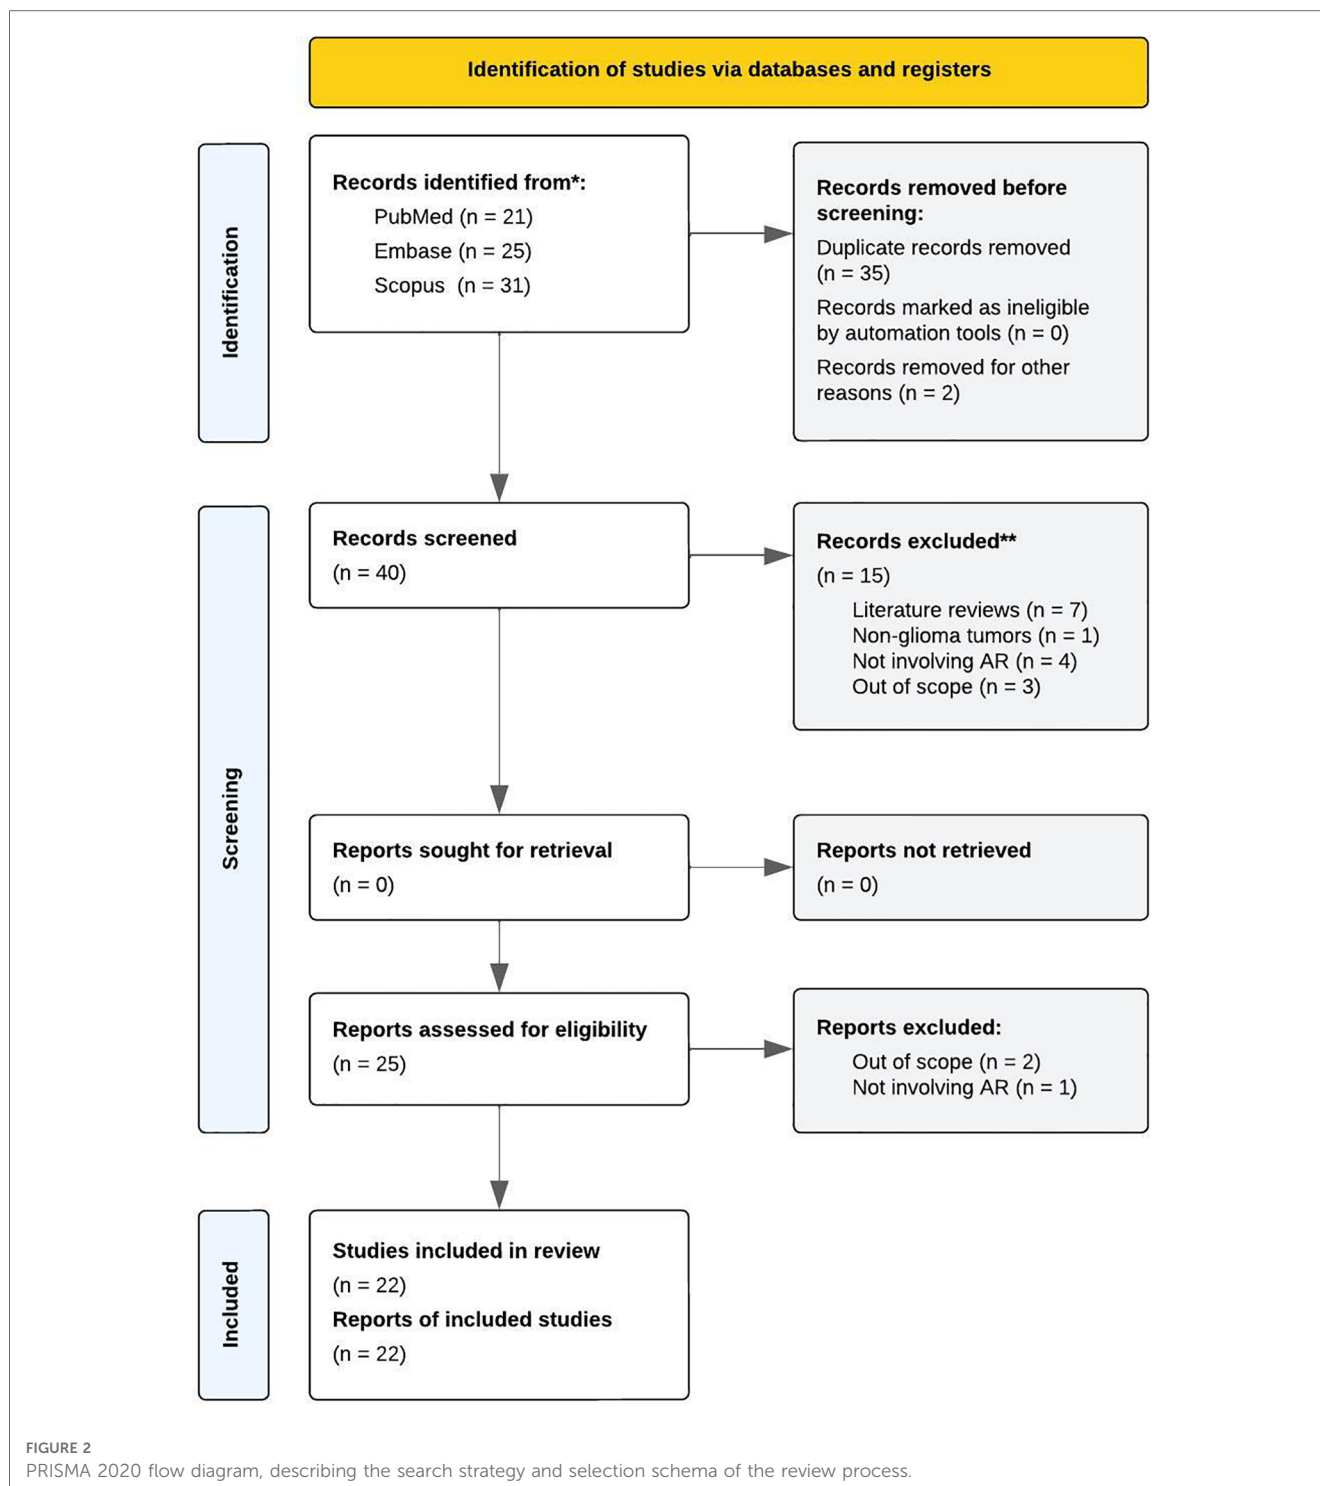 Identification of studies via databases and registers
Identification
Records identified from*:
PubMed (n = 21)
Embase (n = 25)
Scopus (n = 31)
Records removed before
screening:
Duplicate records removed
(n = 35)
Records marked as ineligible
by automation tools (n = 0)
Records removed for other
reasons (n = 2)
Screening
Records screened
(n = 40)
Records excluded**
(n = 15)
Literature reviews (n = 7)
Non-glioma tumors (n = 1)
Not involving AR (n = 4)
Out of scope (n = 3)
Reports sought for retrieval
(n = 0)
Reports not retrieved
(n = 0)
Reports assessed for eligibility
(n = 25)
Reports excluded:
Out of scope (n = 2)
Not involving AR (n = 1)
Included
Studies included in review
(n = 22)
Reports of included studies
(n = 22)
FIGURE 2
PRISMA 2020 flow diagram, describing the search strategy and selection schema of the review process.